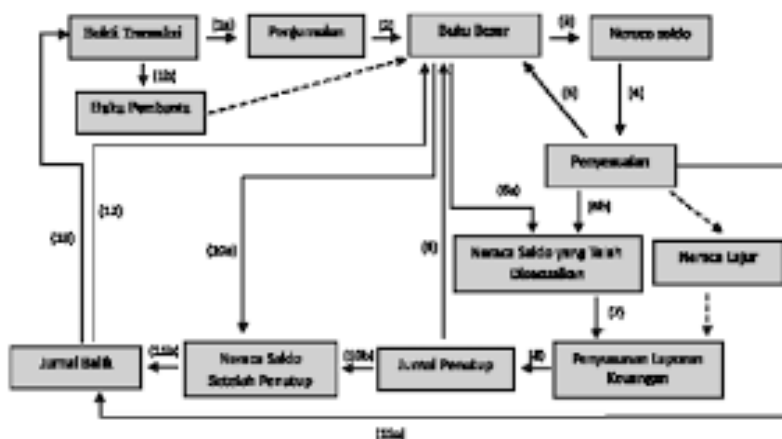 Bukti Transaksi
(1a)
Penjurnalan
(2)
Buku Besar
(3)
Neraca saldo
(1b)
Buku Pembantu
(5)
(4)
Penyesuaian
(6a)
(6b)
(13)
(12)
(10a)
(9)
Neraca Saldo yang Telah
Disesuaikan
Neraca Lajur
(7)
Jurnal Balik
(11b)
Neraca Saldo
Setelah Penutup
(10b)
Jurnal Penutup
(8)
Penyusunan Laporan
Keuangan
(11a)